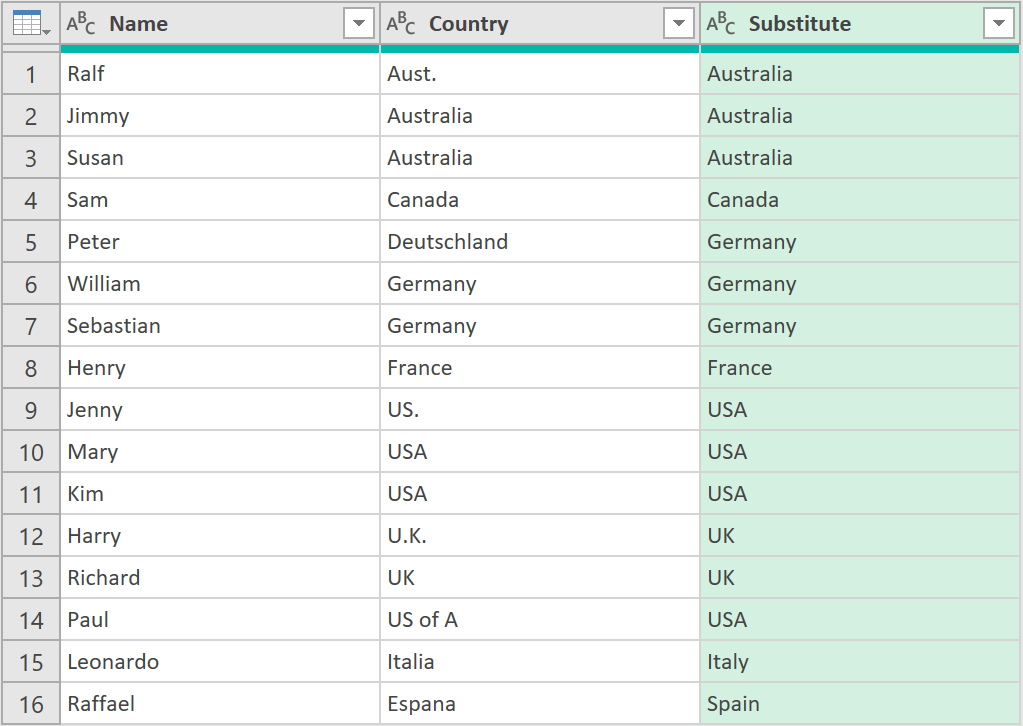 ABC Name ABC Country ABC Substitute
1 Ralf Aust. Australia
2 Jimmy Australia Australia
3 Susan Australia Australia
4 Sam Canada Canada
5 Peter Deutschland Germany
6 William Germany Germany
7 Sebastian Germany Germany
8 Henry France France
9 Jenny US. USA
10 Mary USA USA
11 Kim USA USA
12 Harry U.K. UK
13 Richard UK UK
14 Paul US of A USA
15 Leonardo Italia Italy
16 Raffael Espana Spain